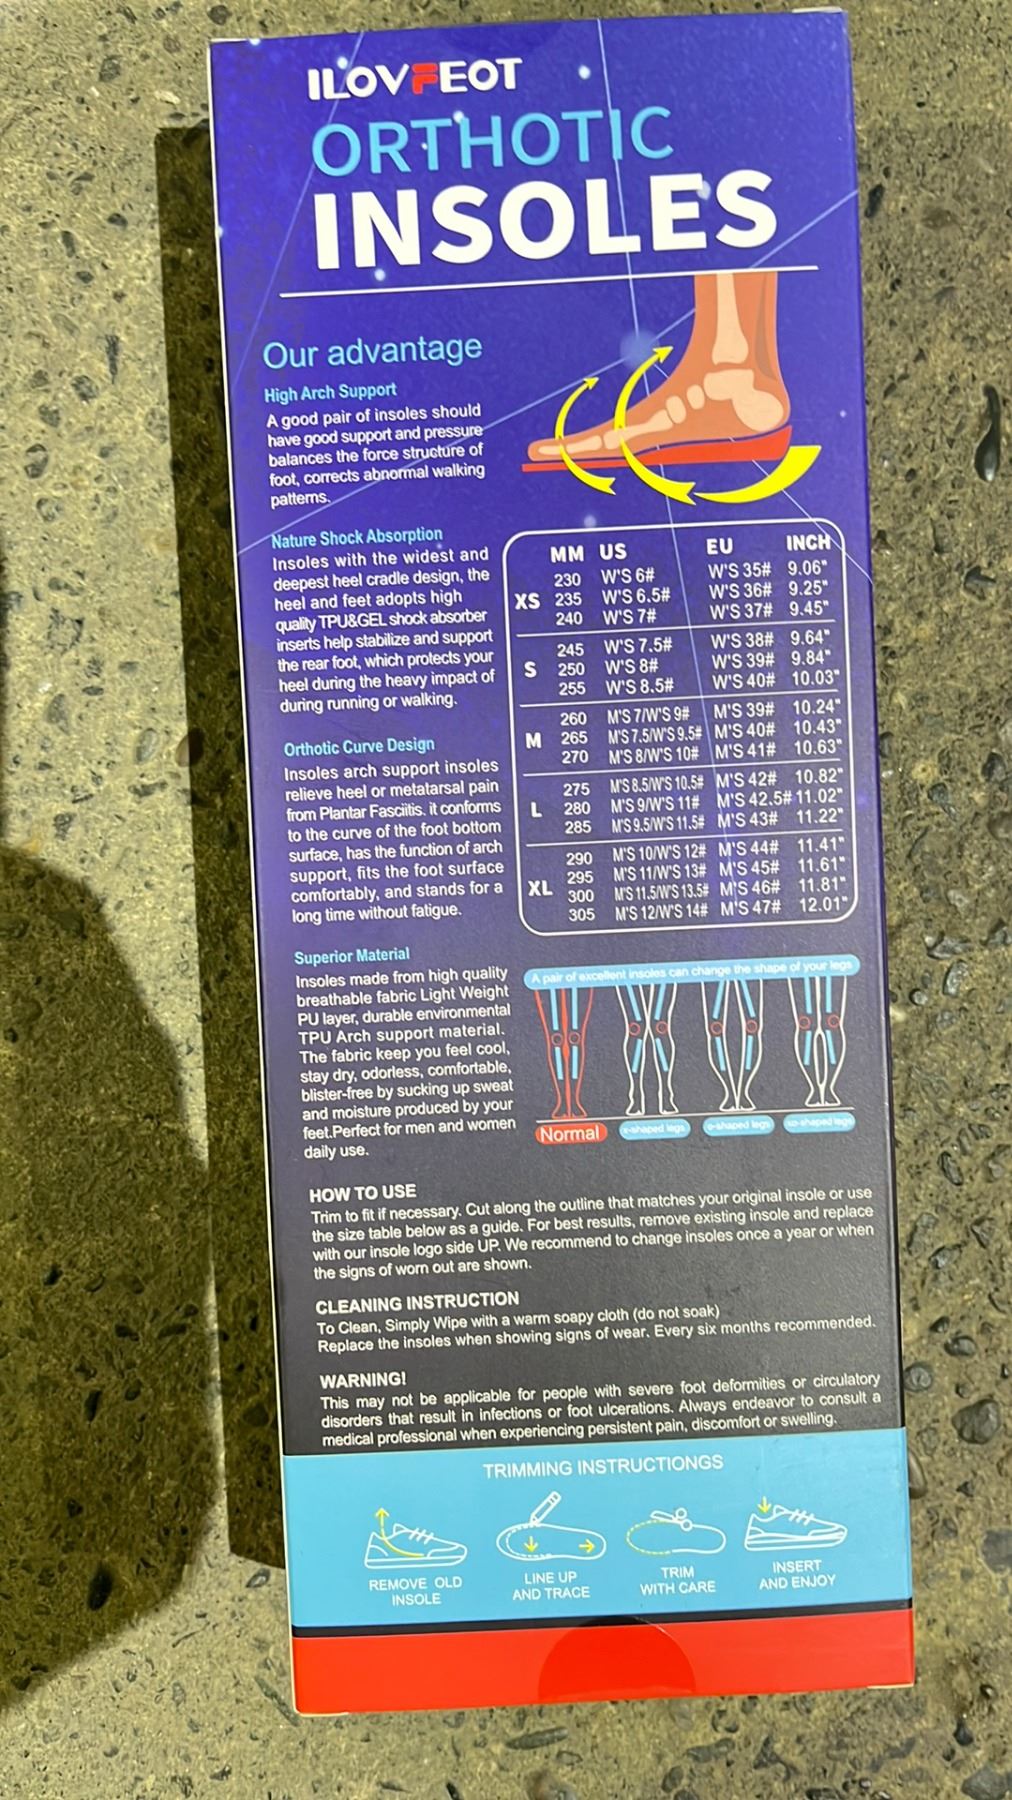 ILOVFEOT
ORTHOTIC
INSOLES
Our advantage
High Arch Support
A good pair of insoles should
have good support and pressure
balances the force structure of
foot, corrects abnormal walking
patterns.
Nature Shock Absorption
Insoles with the widest and
deepest heel cradle design, the
heel and feet adopts high
quality TPU&GEL shock absorber
inserts help stabilize and support
the rear foot, which protects your
heel during the heavy impact of
during running or walking.
Orthotic Curve Design
Insoles arch support insoles
relieve heel or metatarsal pain
from Plantar Fasciitis. it conforms
to the curve of the foot bottom
surface, has the function of arch
support, fits the foot surface
comfortably, and stands for a
long time without fatigue.
Superior Material
Insoles made from high quality
breathable fabric Light Weight
PU layer, durable environmental
TPU Arch support material.
The fabric keep you feel cool,
stay dry, odorless, comfortable,
blister-free by sucking up sweat
and moisture produced by your
feet.Perfect for men and women
daily use.
MM US EU INCH
230 W'S 6# W'S 35# 9.06"
XS 235 W'S 6.5# W'S 36# 9.25"
240 W'S 7# W'S 37# 9.45"
245 W'S 7.5# W'S 38# 9.64"
S 250 W'S 8# W'S 39# 9.84"
255 W'S 8.5# W'S 40# 10.03"
260 M'S 7/W'S 9# M'S 39# 10.24"
M 265 M'S 7.5/W'S 9.5# M'S 40# 10.43"
270 M'S 8/W'S 10# M'S 41# 10.63"
275 M'S 8.5/W'S 10.5# M'S 42# 10.82"
L 280 M'S 9/W'S 11# M'S 42.5# 11.02"
285 M'S 9.5/W'S 11.5# M'S 43# 11.22"
290 M'S 10/W'S 12# M'S 44# 11.41"
295 M'S 11/W'S 13# M'S 45# 11.61"
XL 300 M'S 11.5/W'S 13.5# M'S 46# 11.81"
305 M'S 12/W'S 14# M'S 47# 12.01"
A pair of excellent insoles can change the shape of your legs
Normal x-shaped legs o-shaped legs xo-shaped legs
HOW TO USE
Trim to fit if necessary. Cut along the outline that matches your original insole or use
the size table below as a guide. For best results, remove existing insole and replace
with our insole logo side UP. We recommend to change insoles once a year or when
the signs of worn out are shown.
CLEANING INSTRUCTION
To Clean, Simply Wipe with a warm soapy cloth (do not soak)
Replace the insoles when showing signs of wear. Every six months recommended.
WARNING!
This may not be applicable for people with severe foot deformities or circulatory
disorders that result in infections or foot ulcerations. Always endeavor to consult a
medical professional when experiencing persistent pain, discomfort or swelling.
TRIMMING INSTRUCTIONGS
REMOVE OLD
INSOLE
LINE UP
AND TRACE
TRIM
WITH CARE
INSERT
AND ENJOY